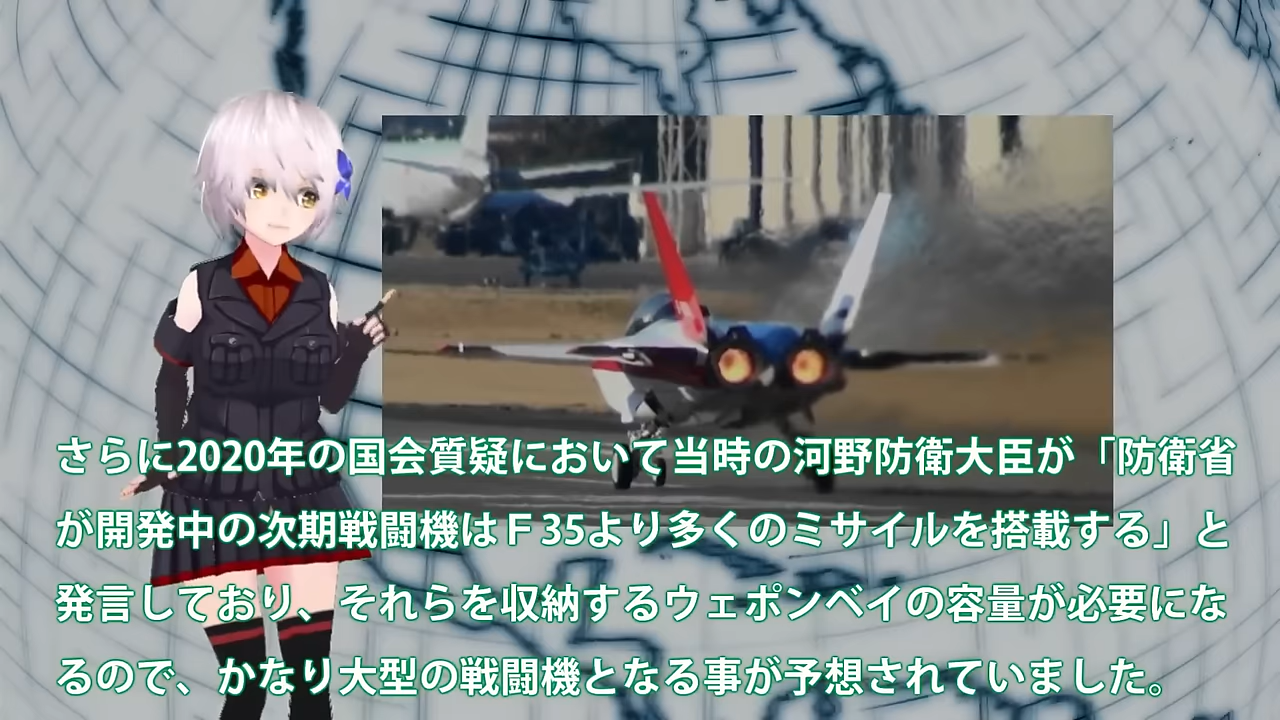 さらに2020年の国会質疑において当時の河野防衛大臣が「防衛省
が開発中の次期戦闘機はＦ35より多くのミサイルを搭載する」と
発言しており、それらを収納するウェポンベイの容量が必要にな
るので、かなり大型の戦闘機となる事が予想されていました。